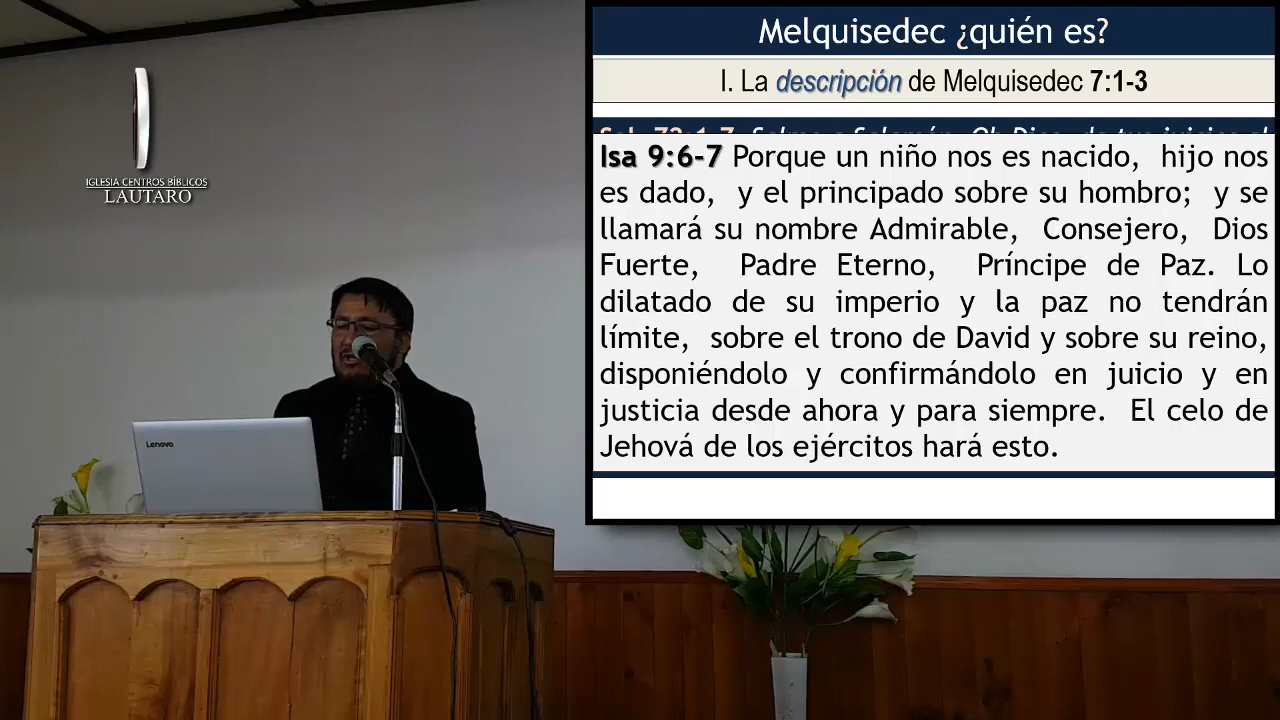 Melquisedec ¿quién es?
I. La descripción de Melquisedec 7:1-3
Isa 9:6-7 Porque un niño nos es nacido, hijo nos
es dado, y el principado sobre su hombro; y se
llamará su nombre Admirable, Consejero, Dios
Fuerte, Padre Eterno, Príncipe de Paz. Lo
dilatado de su imperio y la paz no tendrán
límite, sobre el trono de David y sobre su reino,
disponiéndolo y confirmándolo en juicio y en
justicia desde ahora y para siempre. El celo de
Jehová de los ejércitos hará esto.
IGLESIA CENTROS BÍBLICOS
LAUTARO
Lenovo